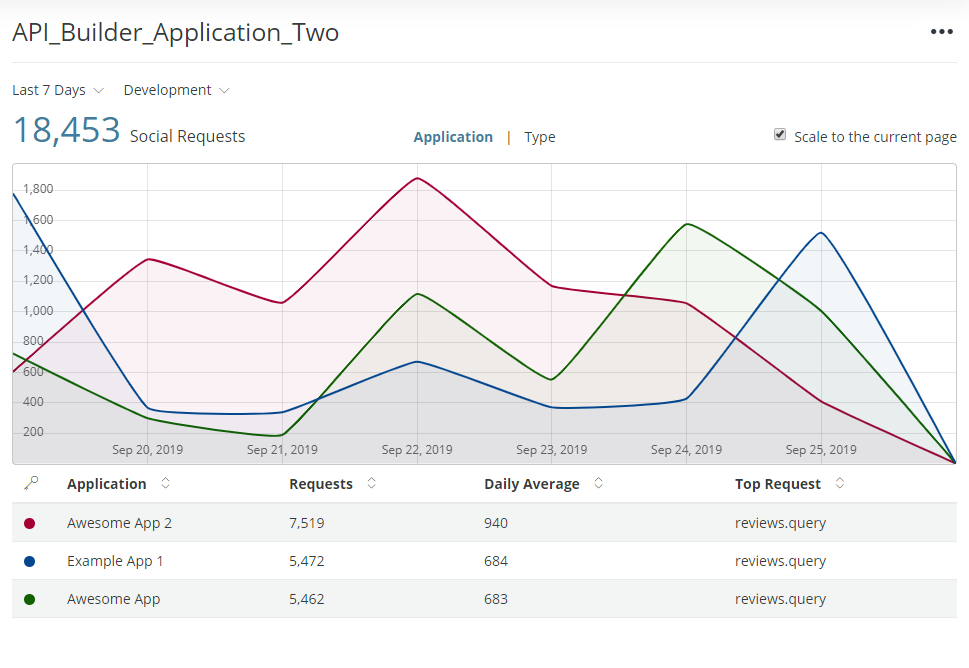 API_Builder_Application_Two
Last 7 Days Development
18,453 Social Requests Application | Type Scale to the current page
1,800
1,600
1,400
1,200
1,000
800
600
400
200
Sep 20, 2019 Sep 21, 2019 Sep 22, 2019 Sep 23, 2019 Sep 24, 2019 Sep 25, 2019
Application Requests Daily Average Top Request
Awesome App 2 7,519 940 reviews.query
Example App 1 5,472 684 reviews.query
Awesome App 5,462 683 reviews.query